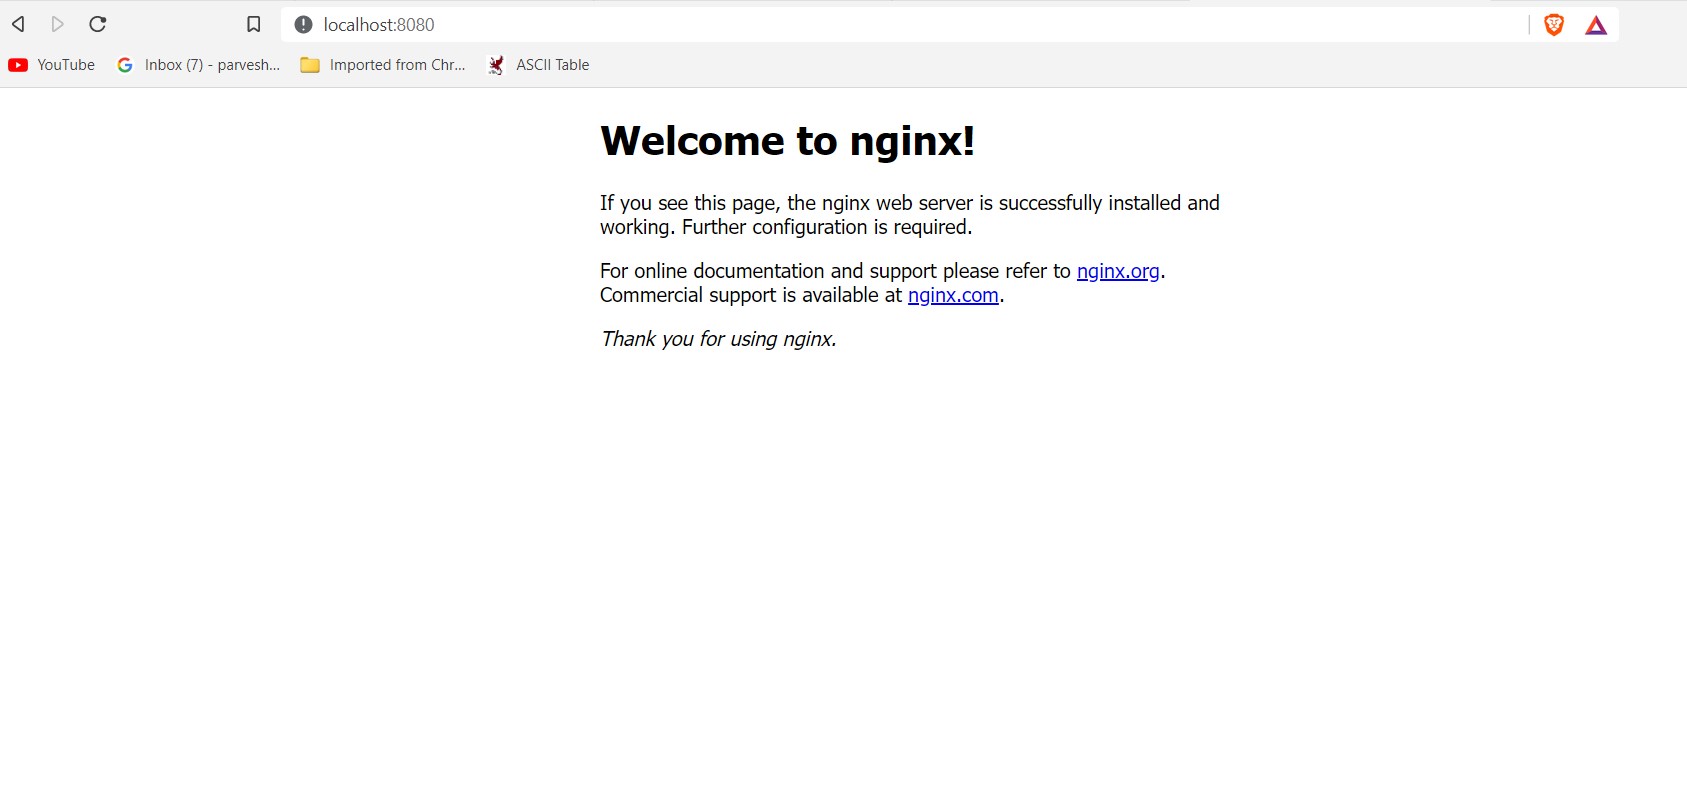 localhost:8080
YouTube Inbox (7) - parvesh... Imported from Chr... ASCII Table
Welcome to nginx!
If you see this page, the nginx web server is successfully installed and
working. Further configuration is required.
For online documentation and support please refer to nginx.org.
Commercial support is available at nginx.com.
Thank you for using nginx.